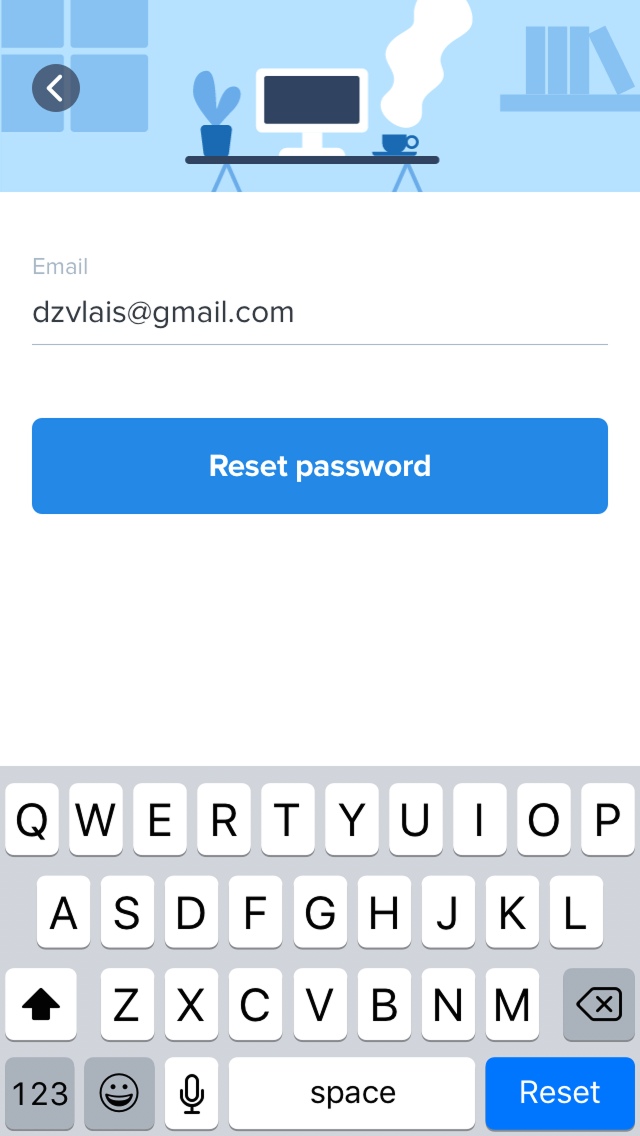 Email
dzvlais@gmail.com
Reset password
Q W E R T Y U I O P
A S D F G H J K L
Z X C V B N M
123 space Reset